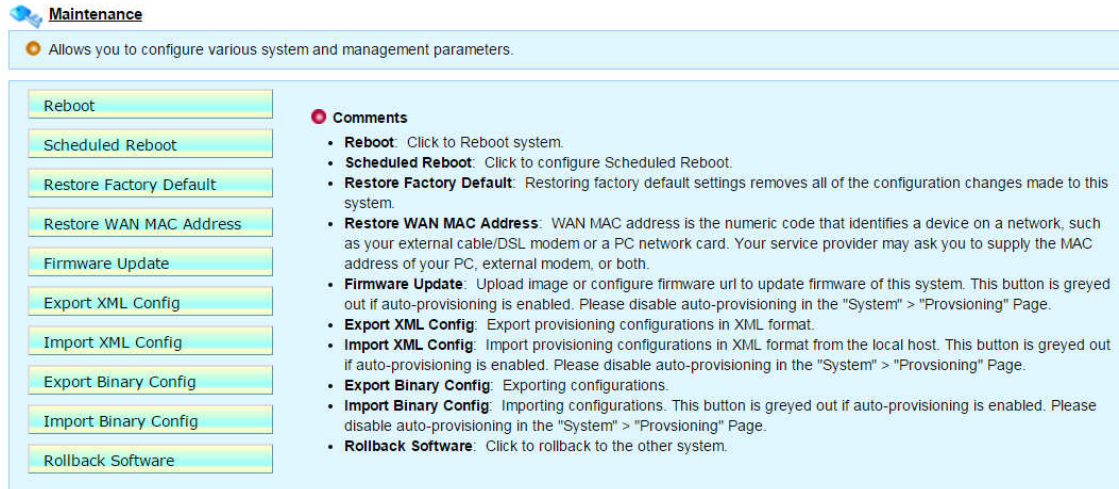 Maintenance
Allows you to configure various system and management parameters.
Reboot
Scheduled Reboot
Restore Factory Default
Restore WAN MAC Address
Firmware Update
Export XML Config
Import XML Config
Export Binary Config
Import Binary Config
Rollback Software
Comments
• Reboot: Click to Reboot system.
• Scheduled Reboot: Click to configure Scheduled Reboot.
• Restore Factory Default: Restoring factory default settings removes all of the configuration changes made to this
system.
• Restore WAN MAC Address: WAN MAC address is the numeric code that identifies a device on a network, such
as your external cable/DSL modem or a PC network card. Your service provider may ask you to supply the MAC
address of your PC, external modem, or both.
• Firmware Update: Upload image or configure firmware url to update firmware of this system. This button is greyed
out if auto-provisioning is enabled. Please disable auto-provisioning in the "System" > "Provsioning" Page.
• Export XML Config: Export provisioning configurations in XML format.
• Import XML Config: Import provisioning configurations in XML format from the local host. This button is greyed out
if auto-provisioning is enabled. Please disable auto-provisioning in the "System" > "Provsioning" Page.
• Export Binary Config: Exporting configurations.
• Import Binary Config: Importing configurations. This button is greyed out if auto-provisioning is enabled. Please
disable auto-provisioning in the "System" > "Provsioning" Page.
• Rollback Software: Click to rollback to the other system.